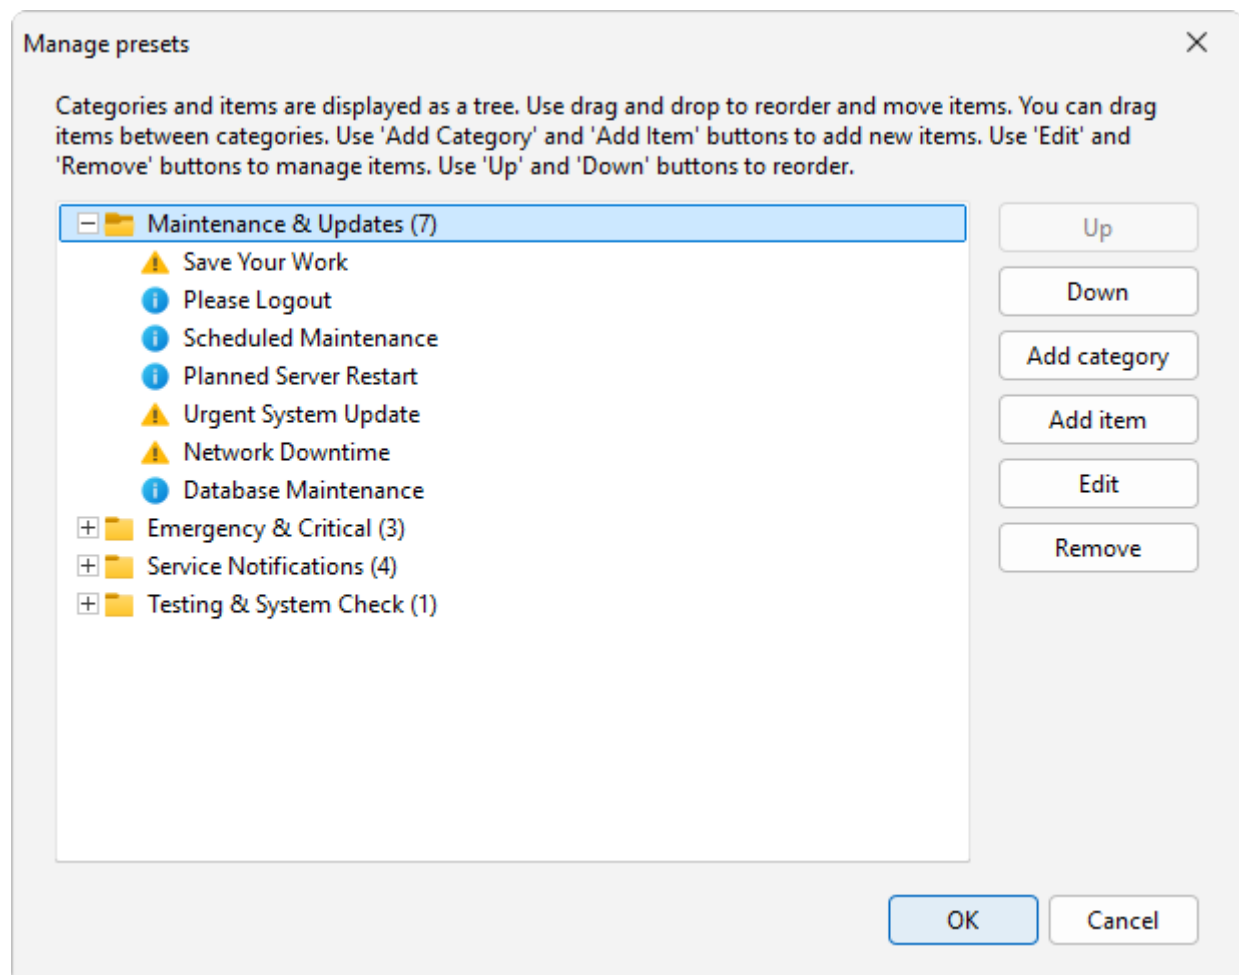 Manage presets
Categories and items are displayed as a tree. Use drag and drop to reorder and move items. You can drag
items between categories. Use 'Add Category' and 'Add Item' buttons to add new items. Use 'Edit' and
'Remove' buttons to manage items. Use 'Up' and 'Down' buttons to reorder.
Maintenance & Updates (7)
Save Your Work
Please Logout
Scheduled Maintenance
Planned Server Restart
Urgent System Update
Network Downtime
Database Maintenance
Emergency & Critical (3)
Service Notifications (4)
Testing & System Check (1)
Up
Down
Add category
Add item
Edit
Remove
OK
Cancel